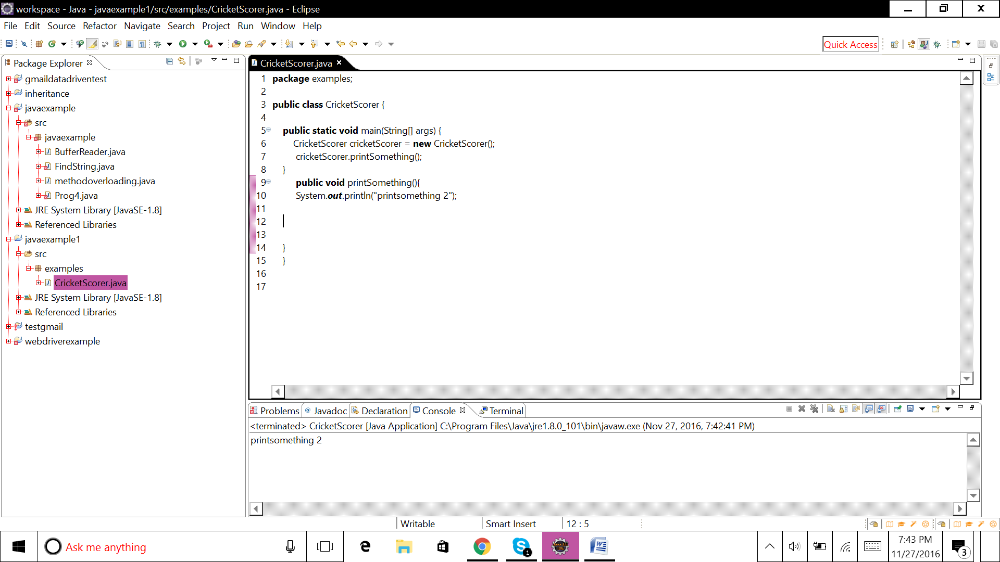 workspace - Java - javaexample1/src/examples/CricketScorer.java - Eclipse
File Edit Source Refactor Navigate Search Project Run Window Help
Quick Access
Package Explorer
gmaildatadriventest
inheritance
javaexample
src
javaexample
BufferReader.java
FindString.java
methodoverloading.java
Prog4.java
JRE System Library [JavaSE-1.8]
Referenced Libraries
javaexample1
src
examples
CricketScorer.java
JRE System Library [JavaSE-1.8]
Referenced Libraries
testgmail
webdriverexample
CricketScorer.java
1 package examples;
2
3 public class CricketScorer {
4
5 public static void main(String[] args) {
6 CricketScorer cricketScorer = new CricketScorer();
7 cricketScorer.printSomething();
8 }
9 public void printSomething(){
10 System.out.println("printsomething 2");
11
12
13
14 }
15 }
16
17
Problems @ Javadoc Declaration Console Terminal
<terminated> CricketScorer [Java Application] C:\Program Files\Java\jre1.8.0_101\bin\javaw.exe (Nov 27, 2016, 7:42:41 PM)
printsomething 2
Writable Smart Insert 12 : 5
Ask me anything
1
Java EE
IDE
7:43 PM
11/27/2016
3